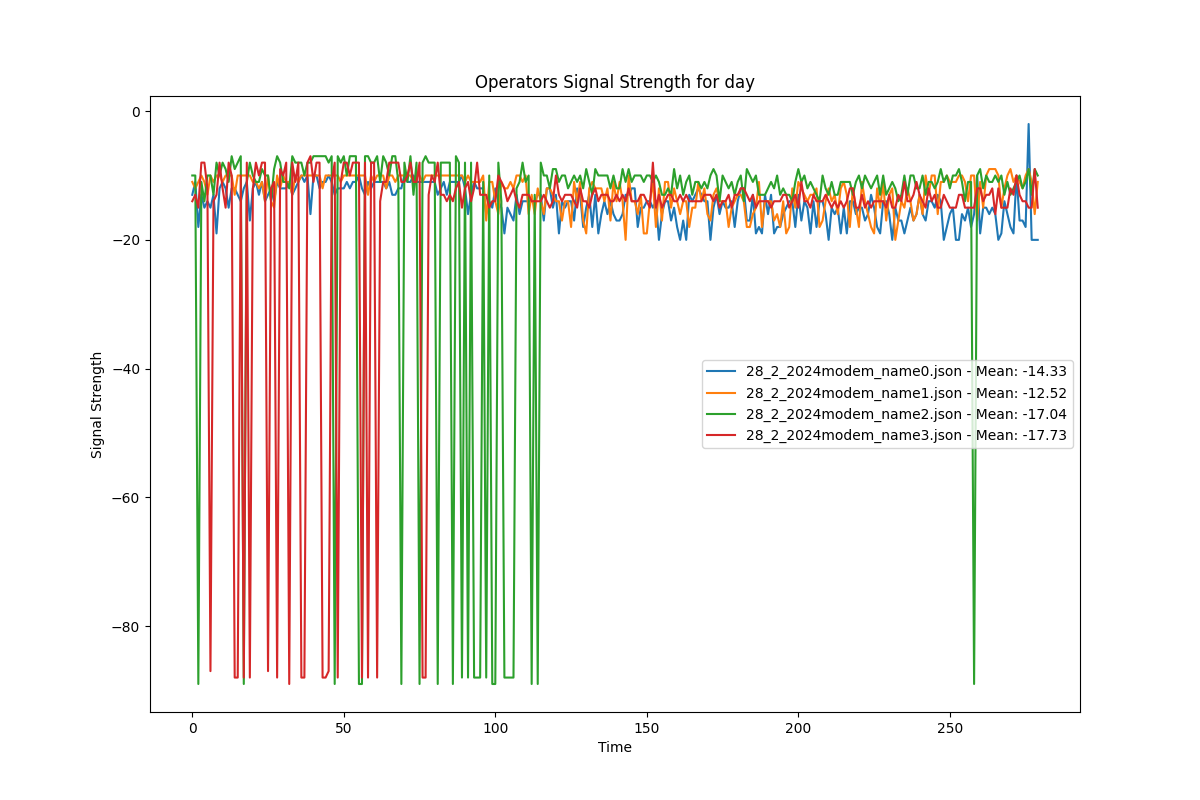 Operators Signal Strength for day
Signal Strength
0
−20
−40
−60
−80
28_2_2024modem_name0.json - Mean: -14.33
28_2_2024modem_name1.json - Mean: -12.52
28_2_2024modem_name2.json - Mean: -17.04
28_2_2024modem_name3.json - Mean: -17.73
0 50 100 150 200 250
Time